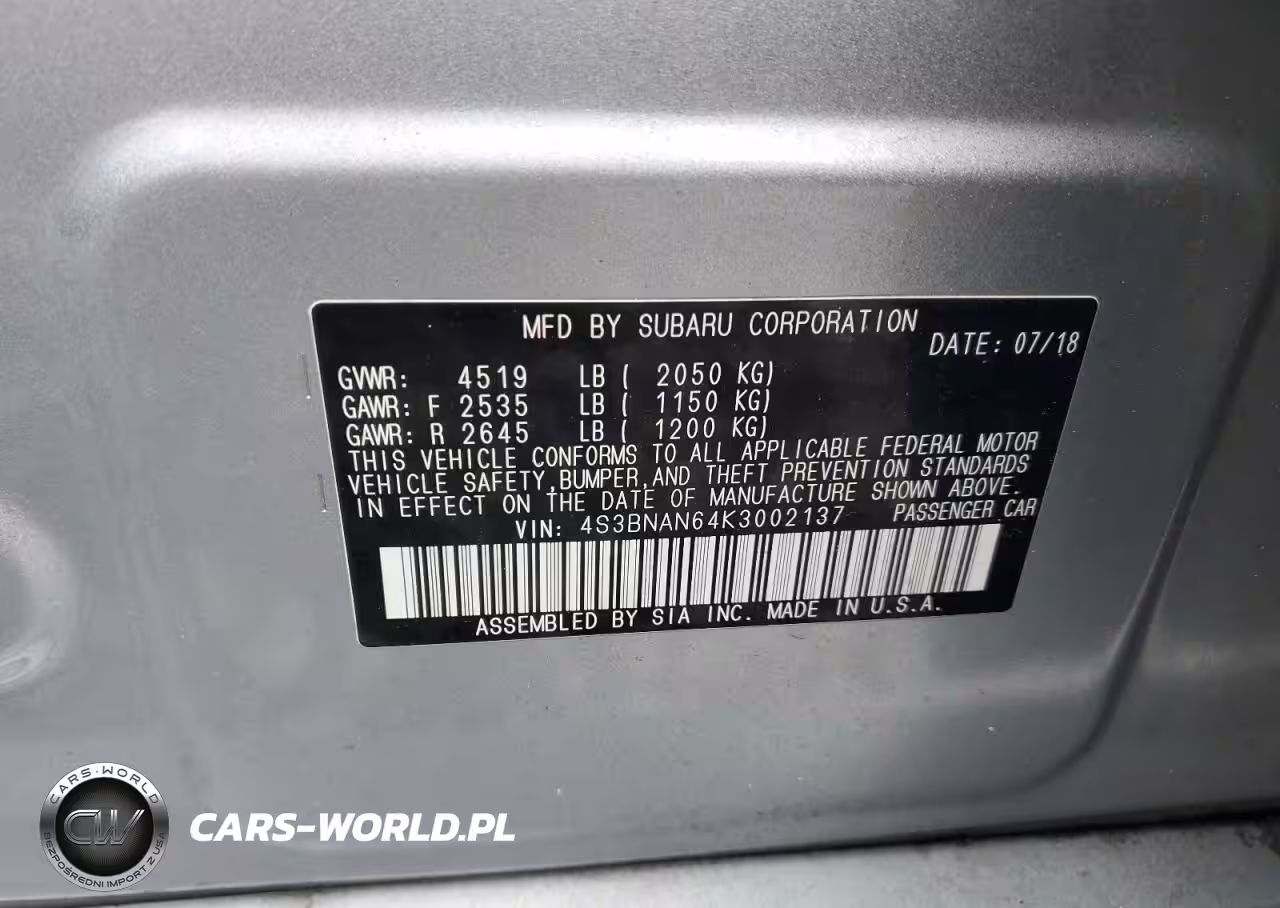 MFD BY SUBARU CORPORATION
DATE: 07/18
GVWR: 4519 LB ( 2050 KG)
GAWR: F 2535 LB ( 1150 KG)
GAWR: R 2645 LB ( 1200 KG)
THIS VEHICLE CONFORMS TO ALL APPLICABLE FEDERAL MOTOR
VEHICLE SAFETY,BUMPER,AND THEFT PREVENTION STANDARDS
IN EFFECT ON THE DATE OF MANUFACTURE SHOWN ABOVE.
VIN: 4S3BNAN64K3002137 PASSENGER CAR
ASSEMBLED BY SIA INC. MADE IN U.S.A.
CARS-WORLD
CW
BEZPOŚREDNI IMPORT Z USA
CARS-WORLD.PL